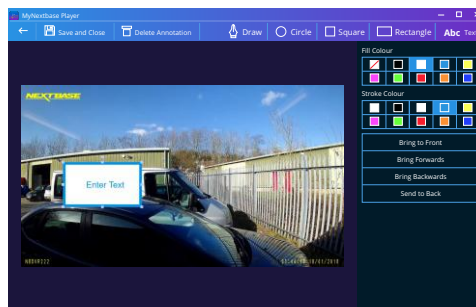 MyNextbase Player
Save and Close
Delete Annotation
Draw
Circle
Square
Rectangle
Abc Text
Fill Colour
Stroke Colour
Bring to Front
Bring Forwards
Bring Backwards
Send to Back
NEXTBASE
Enter Text